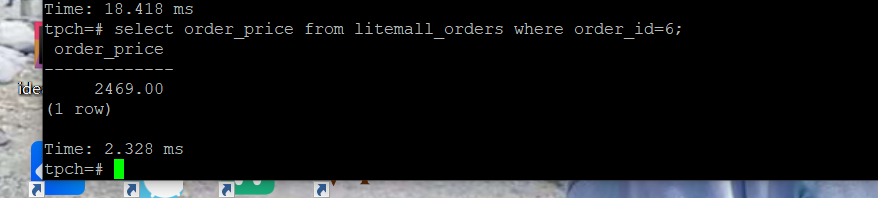 Time: 18.418 ms
tpch=# select order_price from litemall_orders where order_id=6;
order_price
-------------
ide
2469.00
(1 row)
Time: 2.328 ms
tpch=#